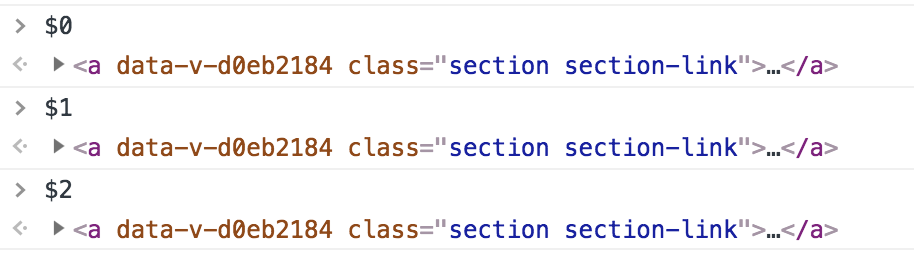 > $0
<· ▶<a data-v-d0eb2184 class="section section-link">…</a>
> $1
<· ▶<a data-v-d0eb2184 class="section section-link">…</a>
> $2
<· ▶<a data-v-d0eb2184 class="section section-link">…</a>